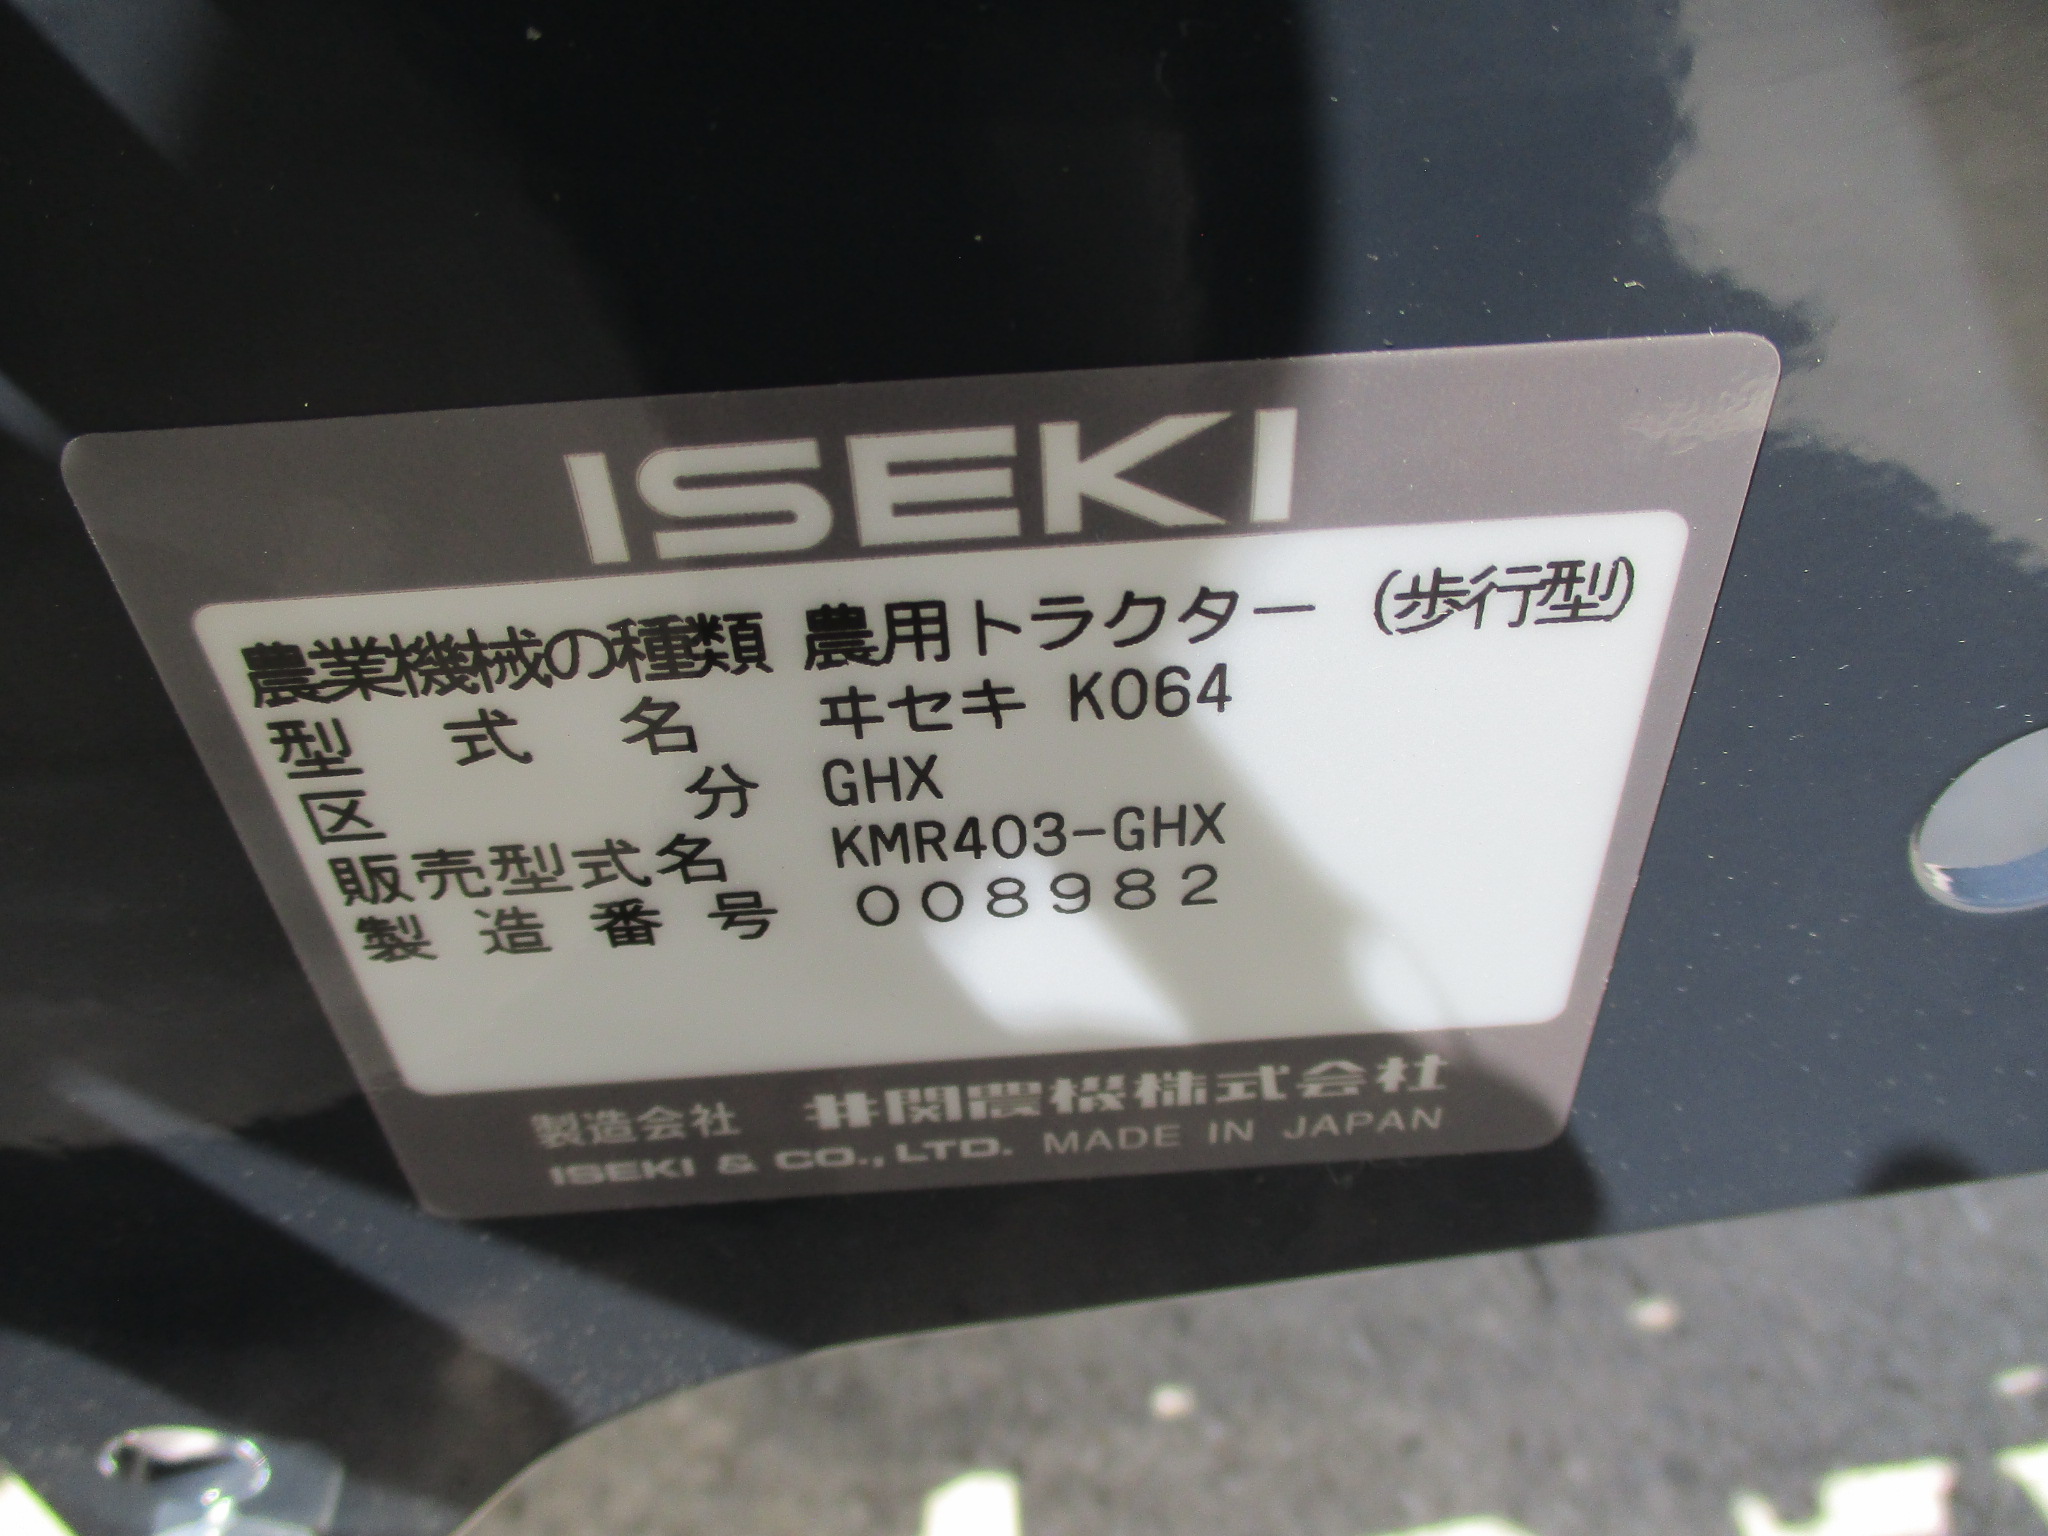 ISEKI
農業機械の種類 農用トラクター (歩行型)
型式名 ヰセキ K064
区分 GHX
販売型式名 KMR403-GHX
製造番号 008982
製造会社 井関農機株式会社
ISEKI & CO., LTD. MADE IN JAPAN